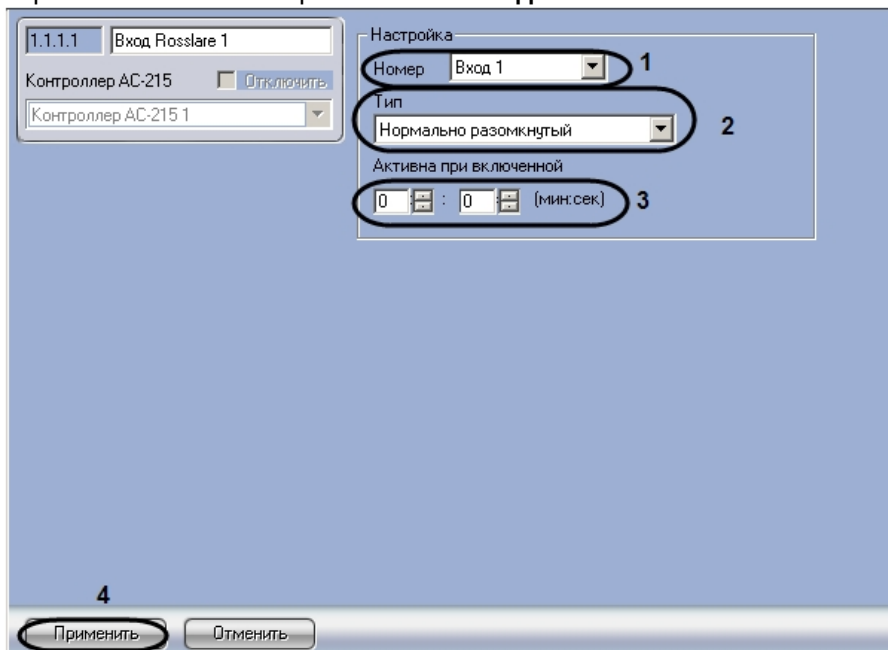 1.1.1.1 Вход Rosslare 1
Контроллер AC-215 Отключить
Контроллер AC-215 1
Настройка
Номер Вход 1 1
Тип
Нормально разомкнутый 2
Активна при включенной
0 : 0 (мин:сек) 3
4
Применить Отменить